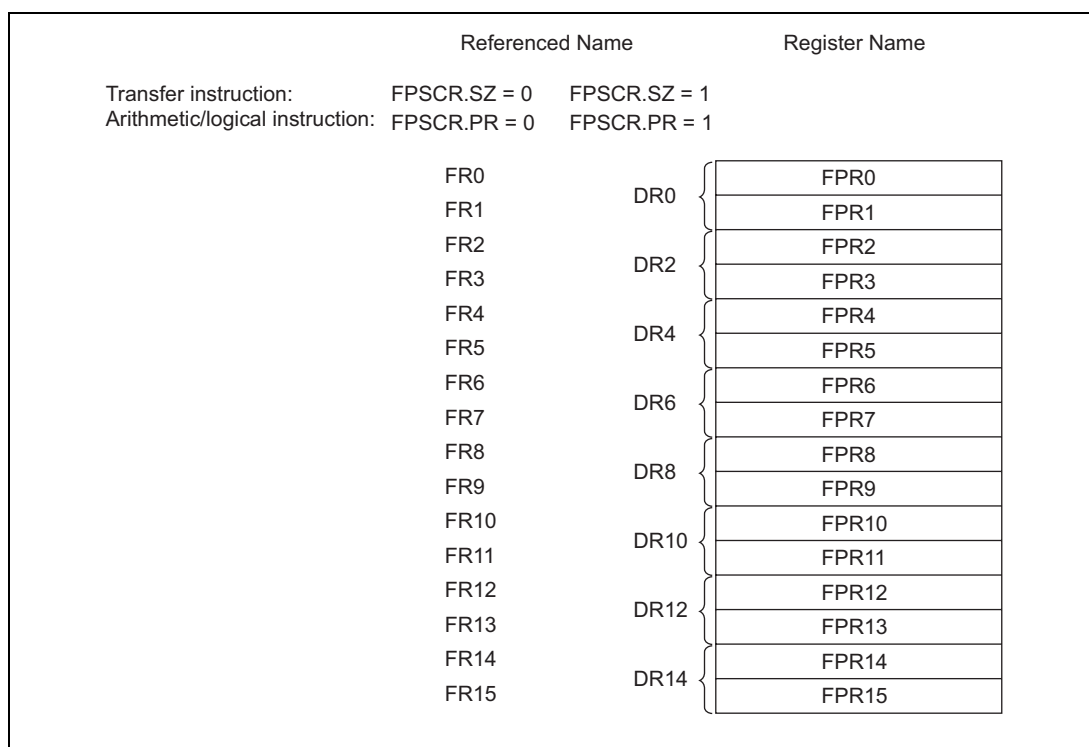 Referenced Name Register Name
Transfer instruction: FPSCR.SZ = 0 FPSCR.SZ = 1
Arithmetic/logical instruction: FPSCR.PR = 0 FPSCR.PR = 1
FR0 FPR0
DR0
FR1 FPR1
FR2 FPR2
DR2
FR3 FPR3
FR4 FPR4
DR4
FR5 FPR5
FR6 FPR6
DR6
FR7 FPR7
FR8 FPR8
DR8
FR9 FPR9
FR10 FPR10
DR10
FR11 FPR11
FR12 FPR12
DR12
FR13 FPR13
FR14 FPR14
DR14
FR15 FPR15